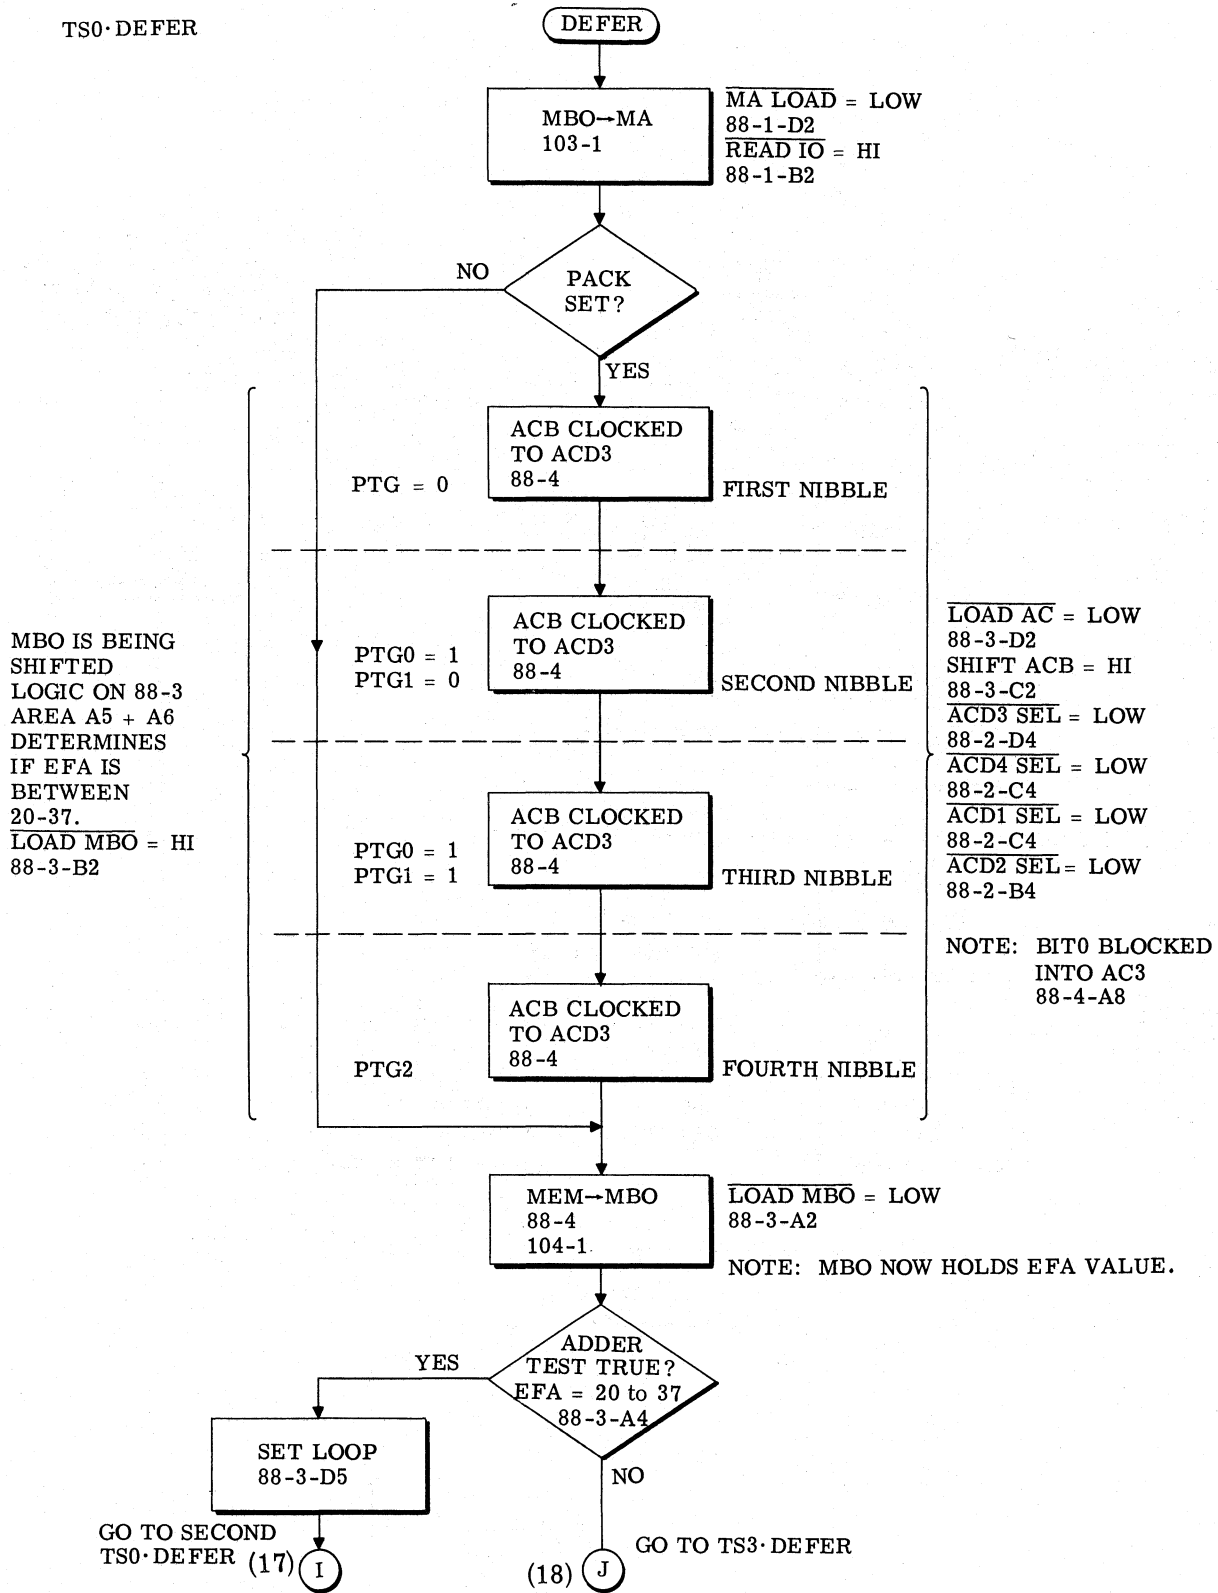 TS0·DEFER
DEFER
MBO→MA
103-1
MA LOAD = LOW
88-1-D2
READ IO = HI
88-1-B2
PACK
SET?
NO
YES
ACB CLOCKED
TO ACD3
88-4
PTG = 0
FIRST NIBBLE
ACB CLOCKED
TO ACD3
88-4
PTG0 = 1
PTG1 = 0
SECOND NIBBLE
MBO IS BEING
SHIFTED
LOGIC ON 88-3
AREA A5 + A6
DETERMINES
IF EFA IS
BETWEEN
20-37.
LOAD MBO = HI
88-3-B2
LOAD AC = LOW
88-3-D2
SHIFT ACB = HI
88-3-C2
ACD3 SEL = LOW
88-2-D4
ACD4 SEL = LOW
88-2-C4
ACD1 SEL = LOW
88-2-C4
ACD2 SEL = LOW
88-2-B4
NOTE: BIT0 BLOCKED
INTO AC3
88-4-A8
ACB CLOCKED
TO ACD3
88-4
PTG0 = 1
PTG1 = 1
THIRD NIBBLE
ACB CLOCKED
TO ACD3
88-4
PTG2
FOURTH NIBBLE
MEM→MBO
88-4
104-1
LOAD MBO = LOW
88-3-A2
NOTE: MBO NOW HOLDS EFA VALUE.
ADDER
TEST TRUE?
EFA = 20 to 37
88-3-A4
YES
NO
SET LOOP
88-3-D5
GO TO SECOND
TS0·DEFER (17) I
(18) J
GO TO TS3·DEFER